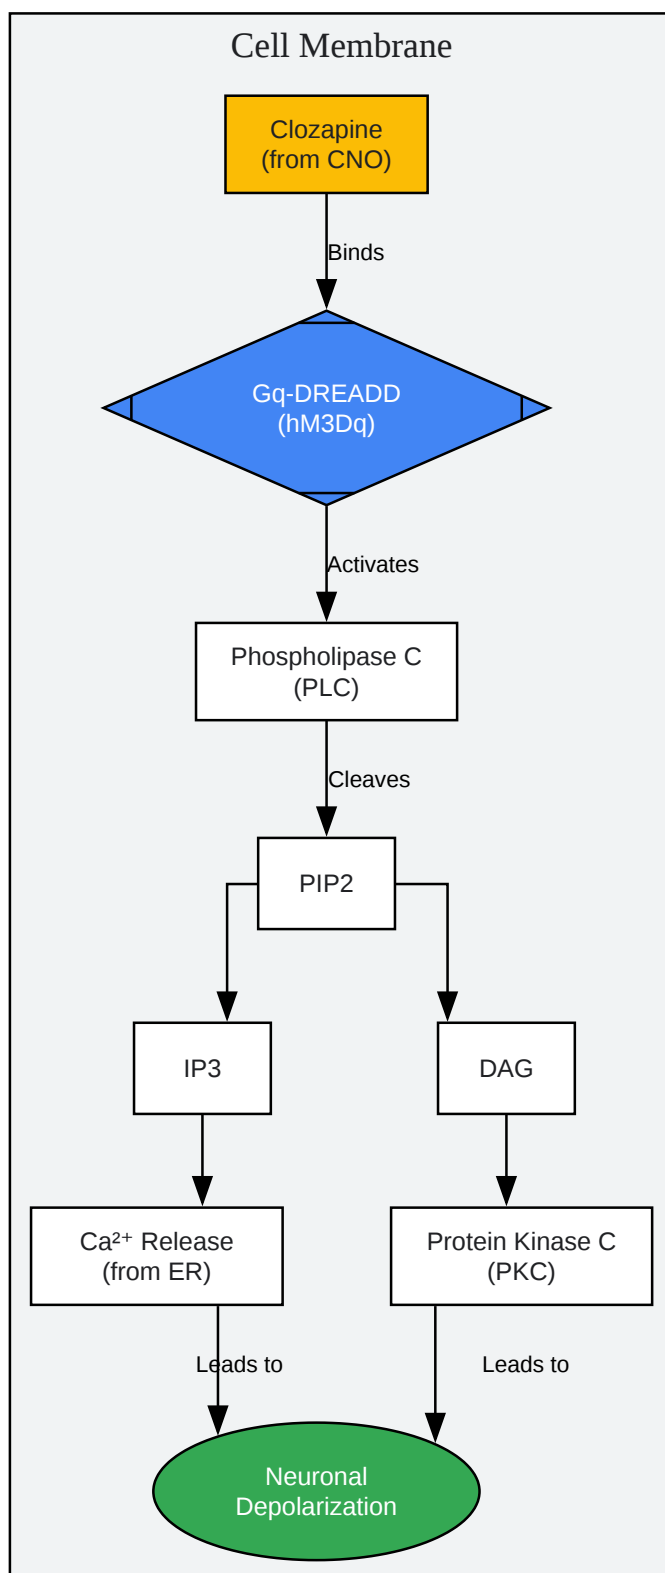 Cell Membrane
Clozapine
(from CNO)
Binds
Gq-DREADD
(hM3Dq)
Activates
Phospholipase C
(PLC)
Cleaves
PIP2
IP3
DAG
Ca²⁺ Release
(from ER)
Protein Kinase C
(PKC)
Leads to
Leads to
Neuronal
Depolarization